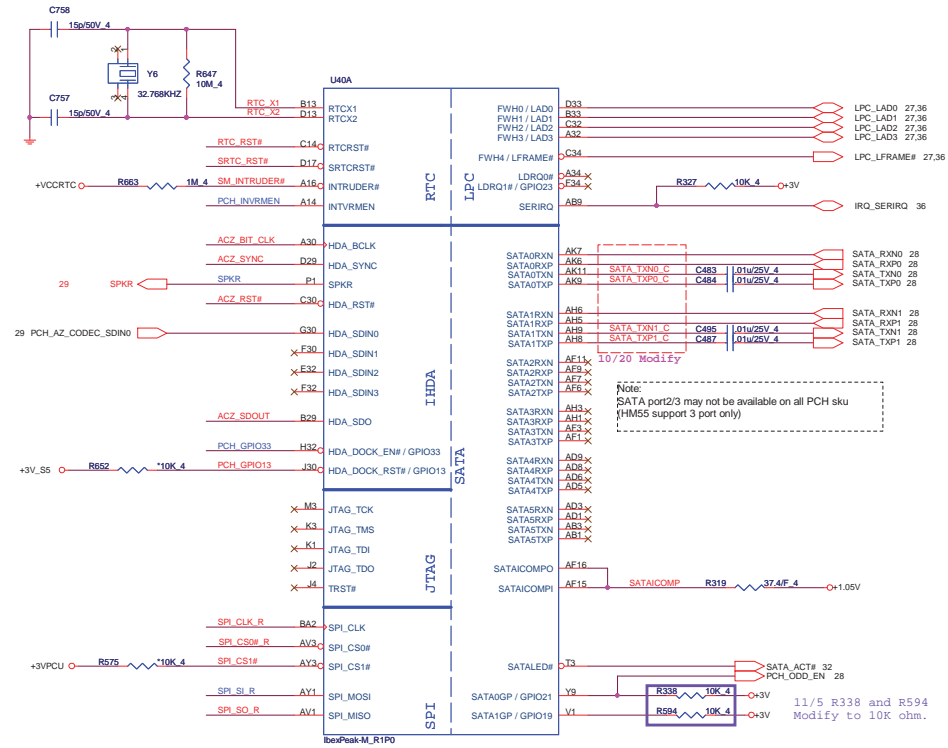 C758
15p/50V_4
2
1
3
4
Y6
32.768KHZ
R647
10M_4
C757
15p/50V_4
U40A
RTC_X1 B13 RTCX1
RTC_X2 D13 RTCX2
RTC_RST# C14 RTCRST#
SRTC_RST# D17 SRTCRST#
+VCCRTC R663 1M_4 SM_INTRUDER# A16 INTRUDER#
PCH_INVRMEN A14 INTVRMEN
RTC
LPC
FWH0 / LAD0 D33 LPC_LAD0 27,36
FWH1 / LAD1 B33 LPC_LAD1 27,36
FWH2 / LAD2 C32 LPC_LAD2 27,36
FWH3 / LAD3 A32 LPC_LAD3 27,36
FWH4 / LFRAME# C34 LPC_LFRAME# 27,36
LDRQ0# A34
LDRQ1# / GPIO23 F34
SERIRQ AB9 R327 10K_4 +3V
IRQ_SERIRQ 36
ACZ_BIT_CLK A30 HDA_BCLK
ACZ_SYNC D29 HDA_SYNC
29 SPKR SPKR P1 SPKR
ACZ_RST# C30 HDA_RST#
29 PCH_AZ_CODEC_SDIN0 G30 HDA_SDIN0
F30 HDA_SDIN1
E32 HDA_SDIN2
F32 HDA_SDIN3
ACZ_SDOUT B29 HDA_SDO
PCH_GPIO33 H32 HDA_DOCK_EN# / GPIO33
+3V_S5 R652 *10K_4 PCH_GPIO13 J30 HDA_DOCK_RST# / GPIO13
IHDA
SATA
SATA0RXN AK7 SATA_RXN0 28
SATA0RXP AK6 SATA_RXP0 28
SATA0TXN AK11 SATA_TXN0_C C483 .01u/25V_4 SATA_TXN0 28
SATA0TXP AK9 SATA_TXP0_C C484 .01u/25V_4 SATA_TXP0 28
SATA1RXN AH6 SATA_RXN1 28
SATA1RXP AH5 SATA_RXP1 28
SATA1TXN AH9 SATA_TXN1_C C495 .01u/25V_4 SATA_TXN1 28
SATA1TXP AH8 SATA_TXP1_C C487 .01u/25V_4 SATA_TXP1 28
10/20 Modify
SATA2RXN AF11
SATA2RXP AF9
SATA2TXN AF7
SATA2TXP AF6
SATA3RXN AH3
SATA3RXP AH1
SATA3TXN AF3
SATA3TXP AF1
Note:
SATA port2/3 may not be available on all PCH sku
(HM55 support 3 port only)
SATA4RXN AD9
SATA4RXP AD8
SATA4TXN AD6
SATA4TXP AD5
SATA5RXN AD3
SATA5RXP AD1
SATA5TXN AB3
SATA5TXP AB1
SATAICOMPO AF16
SATAICOMPI AF15 SATAICOMP R319 37.4/F_4 +1.05V
M3 JTAG_TCK
K3 JTAG_TMS
K1 JTAG_TDI
J2 JTAG_TDO
J4 TRST#
JTAG
SPI_CLK_R BA2 SPI_CLK
SPI_CS0#_R AV3 SPI_CS0#
+3VPCU R575 *10K_4 SPI_CS1# AY3 SPI_CS1#
SPI_SI_R AY1 SPI_MOSI
SPI_SO_R AV1 SPI_MISO
SPI
SATALED# T3 SATA_ACT# 32
PCH_ODD_EN 28
SATA0GP / GPIO21 Y9 R338 10K_4 +3V
SATA1GP / GPIO19 V1 R594 10K_4 +3V
11/5 R338 and R594
Modify to 10K ohm.
IbexPeak-M_R1P0